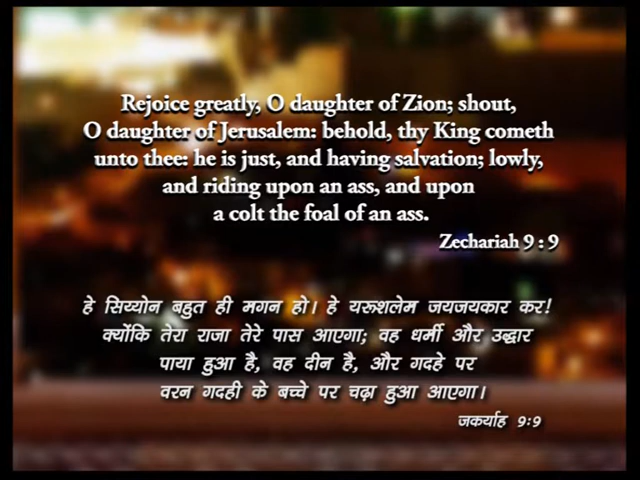 Rejoice greatly, O daughter of Zion; shout,
O daughter of Jerusalem: behold, thy King cometh
unto thee: he is just, and having salvation; lowly,
and riding upon an ass, and upon
a colt the foal of an ass.
Zechariah 9 : 9
हे सिय्योन बहुत ही मगन हो। हे यरूशलेम जयजयकार कर!
क्योंकि तेरा राजा तेरे पास आएगा; वह धर्मी और उद्धार
पाया हुआ है, वह दीन है, और गदहे पर
वरन गदही के बच्चे पर चढ़ा हुआ आएगा।
जकर्याह ९:९